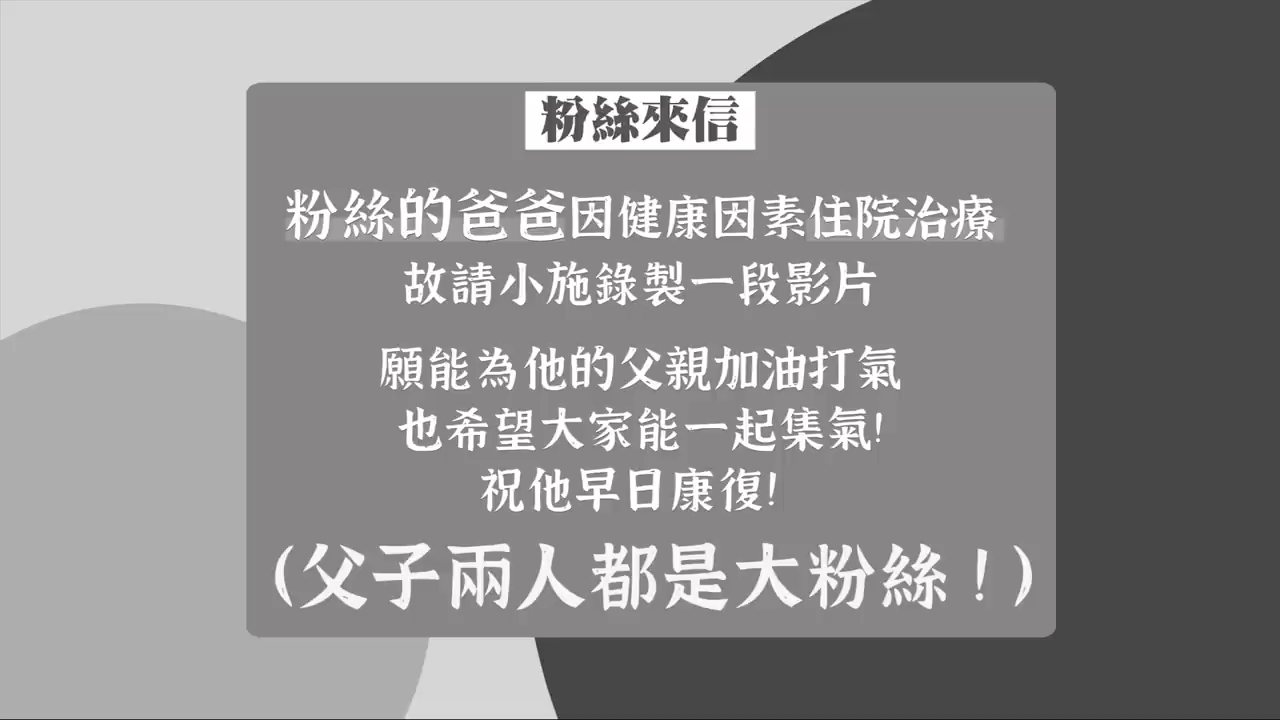 粉絲來信
粉絲的爸爸因健康因素住院治療
故請小施錄製一段影片
願能為他的父親加油打氣
也希望大家能一起集氣!
祝他早日康復!
(父子兩人都是大粉絲！)